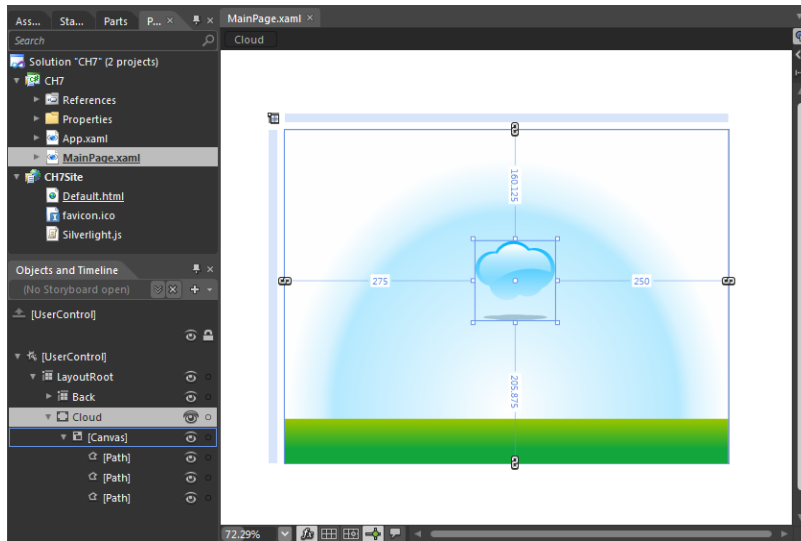 Ass...
Sta...
Parts
P...
MainPage.xaml
Search
Cloud
Solution "CH7" (2 projects)
CH7
References
Properties
App.xaml
MainPage.xaml
CH7Site
Default.html
favicon.ico
Silverlight.js
160.125
275
250
205.875
Objects and Timeline
(No Storyboard open)
[UserControl]
[UserControl]
LayoutRoot
Back
Cloud
[Canvas]
[Path]
[Path]
[Path]
72.29%
fx